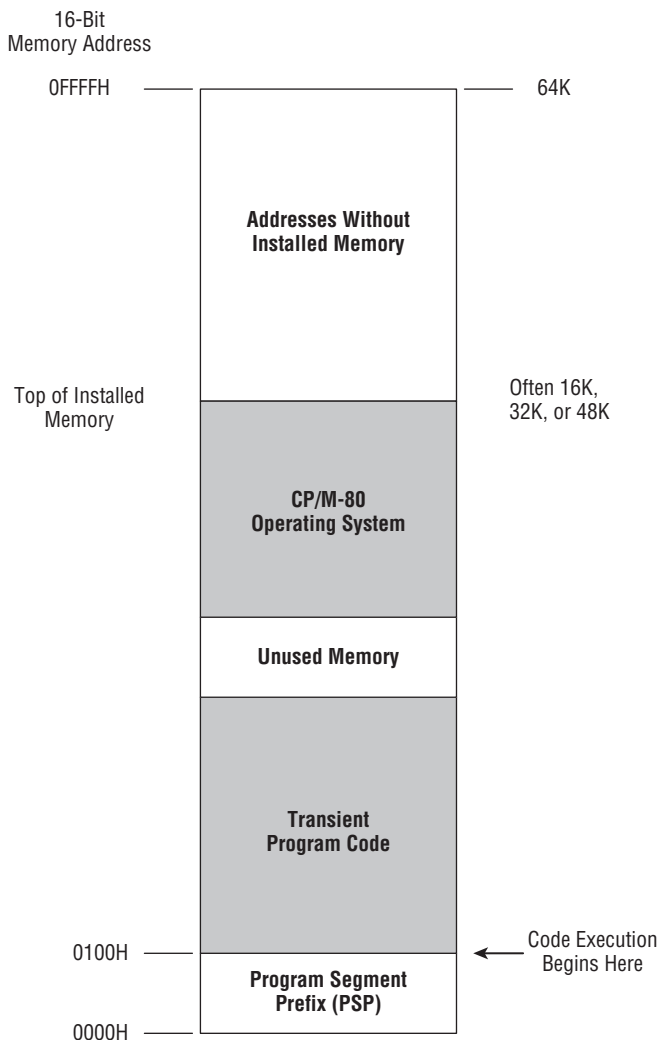 16-Bit
Memory Address
0FFFFH
64K
Addresses Without
Installed Memory
Top of Installed
Memory
Often 16K,
32K, or 48K
CP/M-80
Operating System
Unused Memory
Transient
Program Code
0100H
Code Execution
Begins Here
Program Segment
Prefix (PSP)
0000H